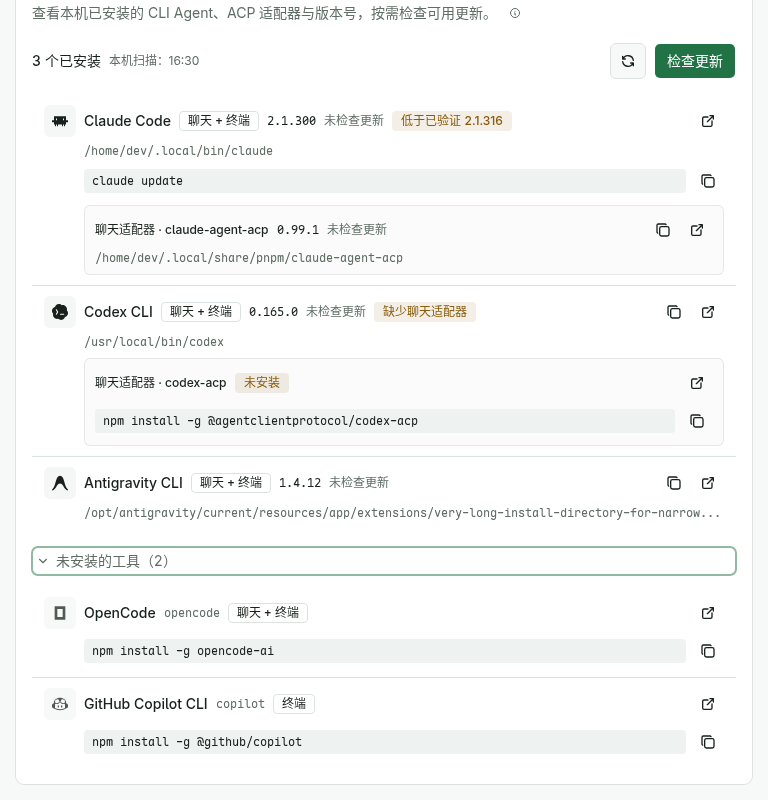 查看本机已安装的 CLI Agent、ACP 适配器与版本号，按需检查可用更新。
3 个已安装 本机扫描：16:30 检查更新
Claude Code 聊天 + 终端 2.1.300 未检查更新 低于已验证 2.1.316
/home/dev/.local/bin/claude
claude update
聊天适配器 · claude-agent-acp 0.99.1 未检查更新
/home/dev/.local/share/pnpm/claude-agent-acp
Codex CLI 聊天 + 终端 0.165.0 未检查更新 缺少聊天适配器
/usr/local/bin/codex
聊天适配器 · codex-acp 未安装
npm install -g @agentclientprotocol/codex-acp
Antigravity CLI 聊天 + 终端 1.4.12 未检查更新
/opt/antigravity/current/resources/app/extensions/very-long-install-directory-for-narrow...
未安装的工具（2）
OpenCode opencode 聊天 + 终端
npm install -g opencode-ai
GitHub Copilot CLI copilot 终端
npm install -g @github/copilot